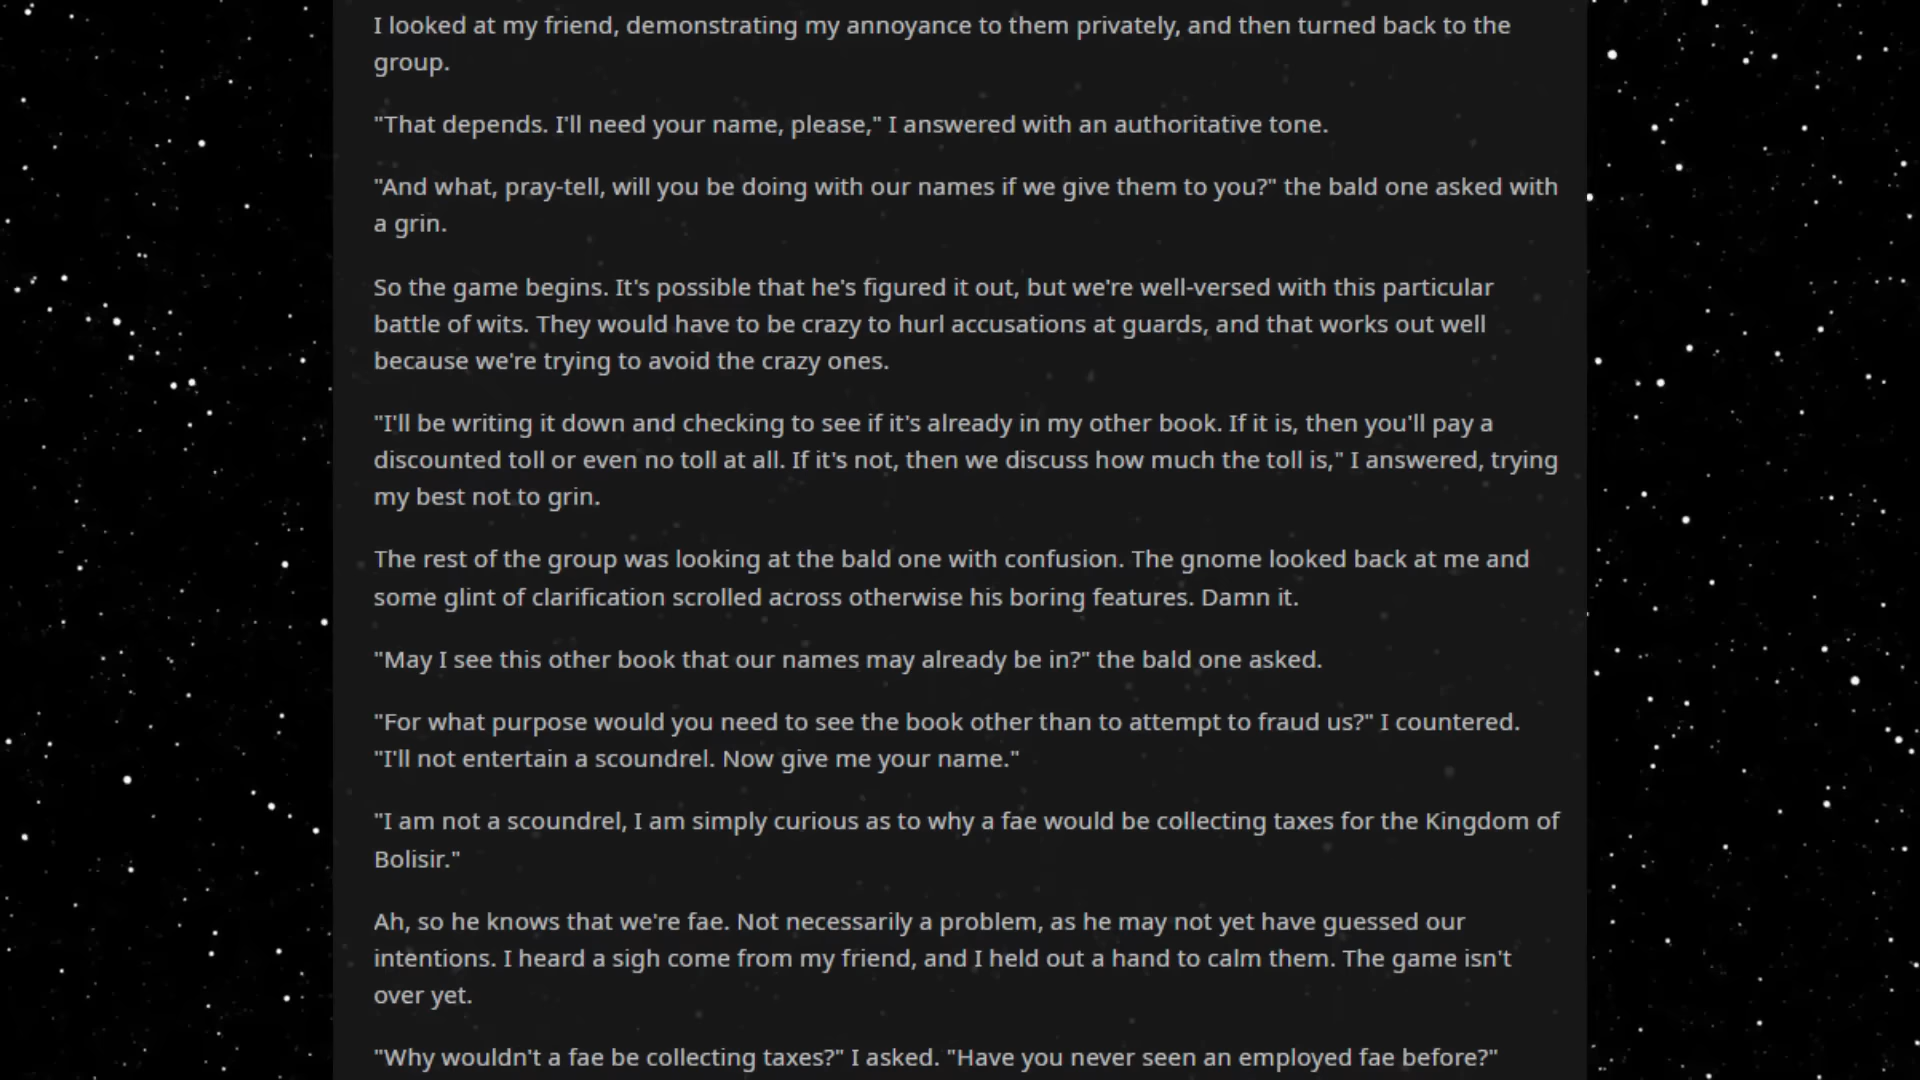 I looked at my friend, demonstrating my annoyance to them privately, and then turned back to the
group.
"That depends. I'll need your name, please," I answered with an authoritative tone.
"And what, pray-tell, will you be doing with our names if we give them to you?" the bald one asked with
a grin.
So the game begins. It's possible that he's figured it out, but we're well-versed with this particular
battle of wits. They would have to be crazy to hurl accusations at guards, and that works out well
because we're trying to avoid the crazy ones.
"I'll be writing it down and checking to see if it's already in my other book. If it is, then you'll pay a
discounted toll or even no toll at all. If it's not, then we discuss how much the toll is," I answered, trying
my best not to grin.
The rest of the group was looking at the bald one with confusion. The gnome looked back at me and
some glint of clarification scrolled across otherwise his boring features. Damn it.
"May I see this other book that our names may already be in?" the bald one asked.
"For what purpose would you need to see the book other than to attempt to fraud us?" I countered.
"I'll not entertain a scoundrel. Now give me your name."
"I am not a scoundrel, I am simply curious as to why a fae would be collecting taxes for the Kingdom of
Bolisir."
Ah, so he knows that we're fae. Not necessarily a problem, as he may not yet have guessed our
intentions. I heard a sigh come from my friend, and I held out a hand to calm them. The game isn't
over yet.
"Why wouldn't a fae be collecting taxes?" I asked. "Have you never seen an employed fae before?"